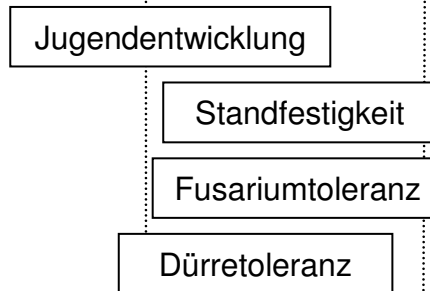 Jugendentwicklung
Standfestigkeit
Fusariumtoleranz
Dürretoleranz